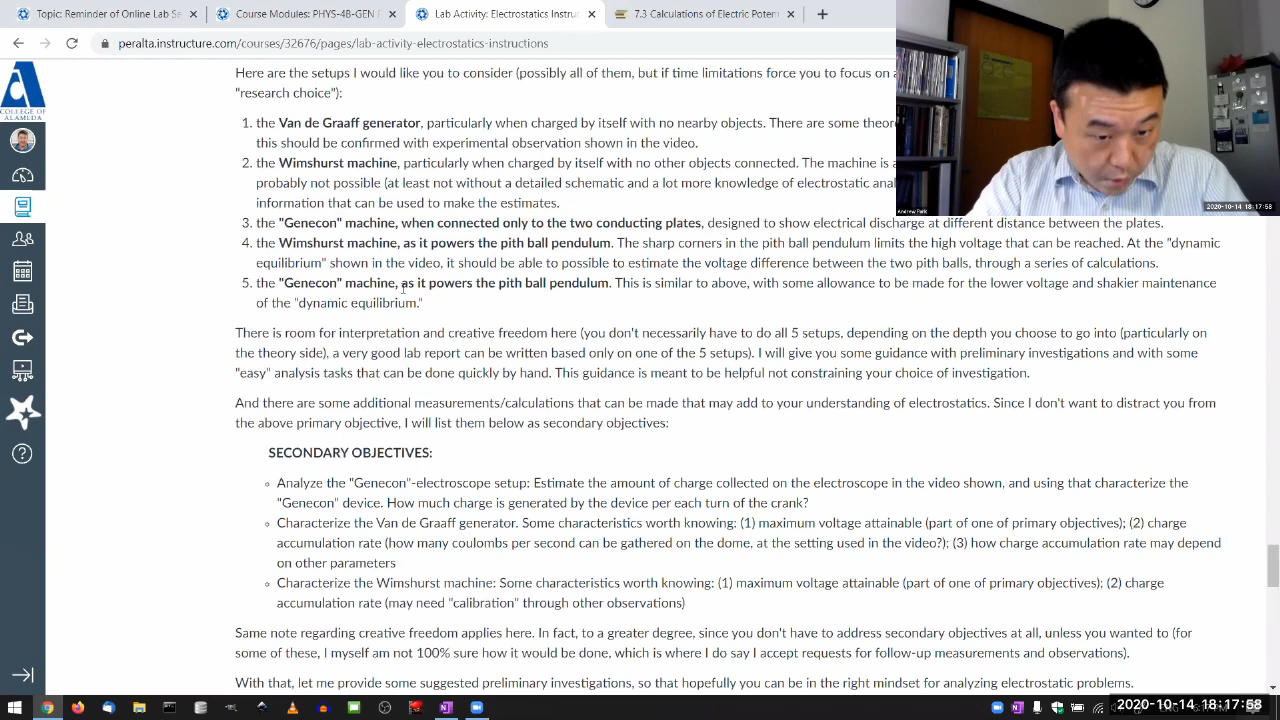 Topic: Reminder of Online Lab Se
Course Modules: PHYS-4B-GEN F
Lab Activity: Electrostatics Instruc
7.3 Calculations of Electric Poten
peralta.instructure.com/courses/32676/pages/lab-activity-electrostatics-instructions
COLLEGE OF
ALAMEDA
Here are the setups I would like you to consider (possibly all of them, but if time limitations force you to focus on a
"research choice"):
1. the Van de Graaff generator, particularly when charged by itself with no nearby objects. There are some theor
this should be confirmed with experimental observation shown in the video.
2. the Wimshurst machine, particularly when charged by itself with no other objects connected. The machine is a
probably not possible (at least not without a detailed schematic and a lot more knowledge of electrostatic anal
information that can be used to make the estimates.
3. the "Genecon" machine, when connected only to the two conducting plates, designed to show electrical discharge at different distance between the plates.
4. the Wimshurst machine, as it powers the pith ball pendulum. The sharp corners in the pith ball pendulum limits the high voltage that can be reached. At the "dynamic
equilibrium" shown in the video, it should be able to possible to estimate the voltage difference between the two pith balls, through a series of calculations.
5. the "Genecon" machine, as it powers the pith ball pendulum. This is similar to above, with some allowance to be made for the lower voltage and shakier maintenance
of the "dynamic equilibrium."
There is room for interpretation and creative freedom here (you don't necessarily have to do all 5 setups, depending on the depth you choose to go into (particularly on
the theory side), a very good lab report can be written based only on one of the 5 setups). I will give you some guidance with preliminary investigations and with some
"easy" analysis tasks that can be done quickly by hand. This guidance is meant to be helpful not constraining your choice of investigation.
And there are some additional measurements/calculations that can be made that may add to your understanding of electrostatics. Since I don't want to distract you from
the above primary objective, I will list them below as secondary objectives:
SECONDARY OBJECTIVES:
Analyze the "Genecon"-electroscope setup: Estimate the amount of charge collected on the electroscope in the video shown, and using that characterize the
"Genecon" device. How much charge is generated by the device per each turn of the crank?
Characterize the Van de Graaff generator. Some characteristics worth knowing: (1) maximum voltage attainable (part of one of primary objectives); (2) charge
accumulation rate (how many coulombs per second can be gathered on the dome, at the setting used in the video?); (3) how charge accumulation rate may depend
on other parameters
Characterize the Wimshurst machine: Some characteristics worth knowing: (1) maximum voltage attainable (part of one of primary objectives); (2) charge
accumulation rate (may need "calibration" through other observations)
Same note regarding creative freedom applies here. In fact, to a greater degree, since you don't have to address secondary objectives at all, unless you wanted to (for
some of these, I myself am not 100% sure how it would be done, which is where I do say I accept requests for follow-up measurements and observations).
With that, let me provide some suggested preliminary investigations, so that hopefully you can be in the right mindset for analyzing electrostatic problems.
Andrew Park
2020-10-14 18:17:58
2020-10-14 18:17:58